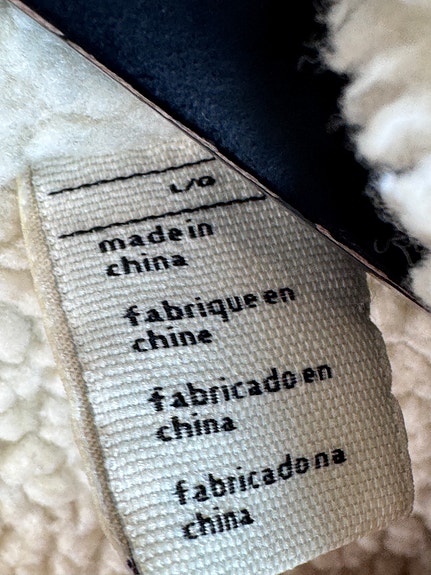 L/G
made in
china
fabrique en
chine
fabricado en
china
fabricado na
china